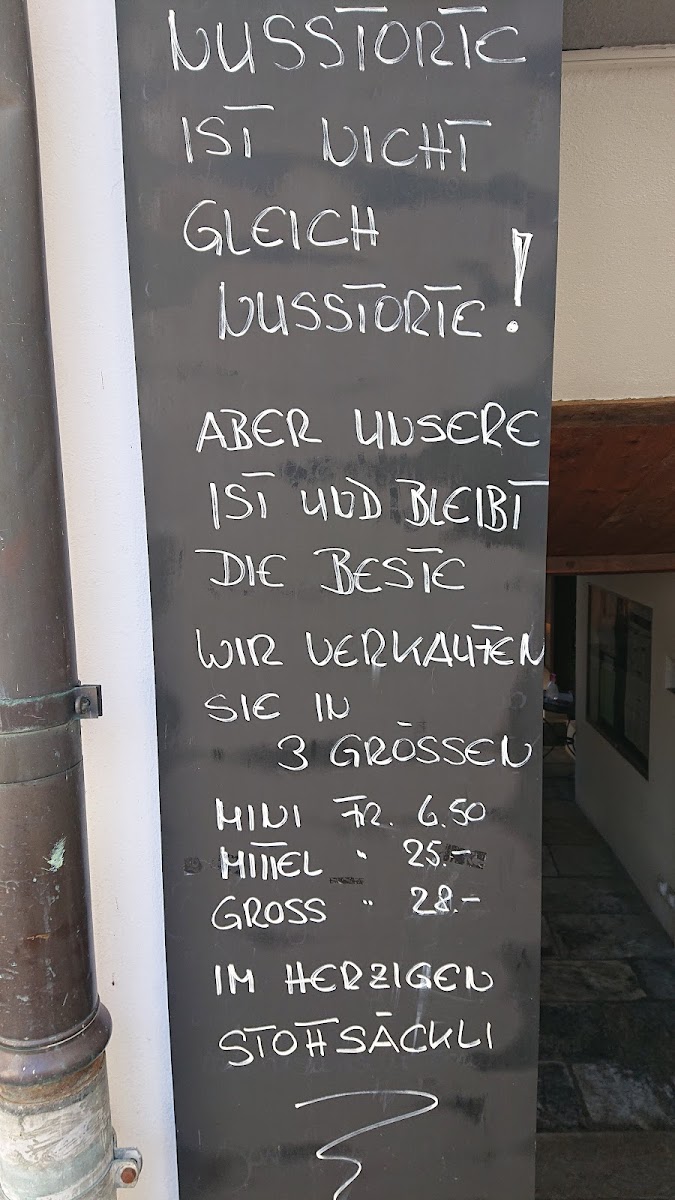 NUSSTORTE
IST NICHT
GLEICH
NUSSTORTE!
ABER UNSERE
IST UND BLEIBT
DIE BESTE
WIR VERKAUFEN
SIE IN
3 GRÖSSEN
MINI FR. 6.50
MITTEL " 25.-
GROSS " 28.-
IM HERZIGEN
STOFFSÄCKLI